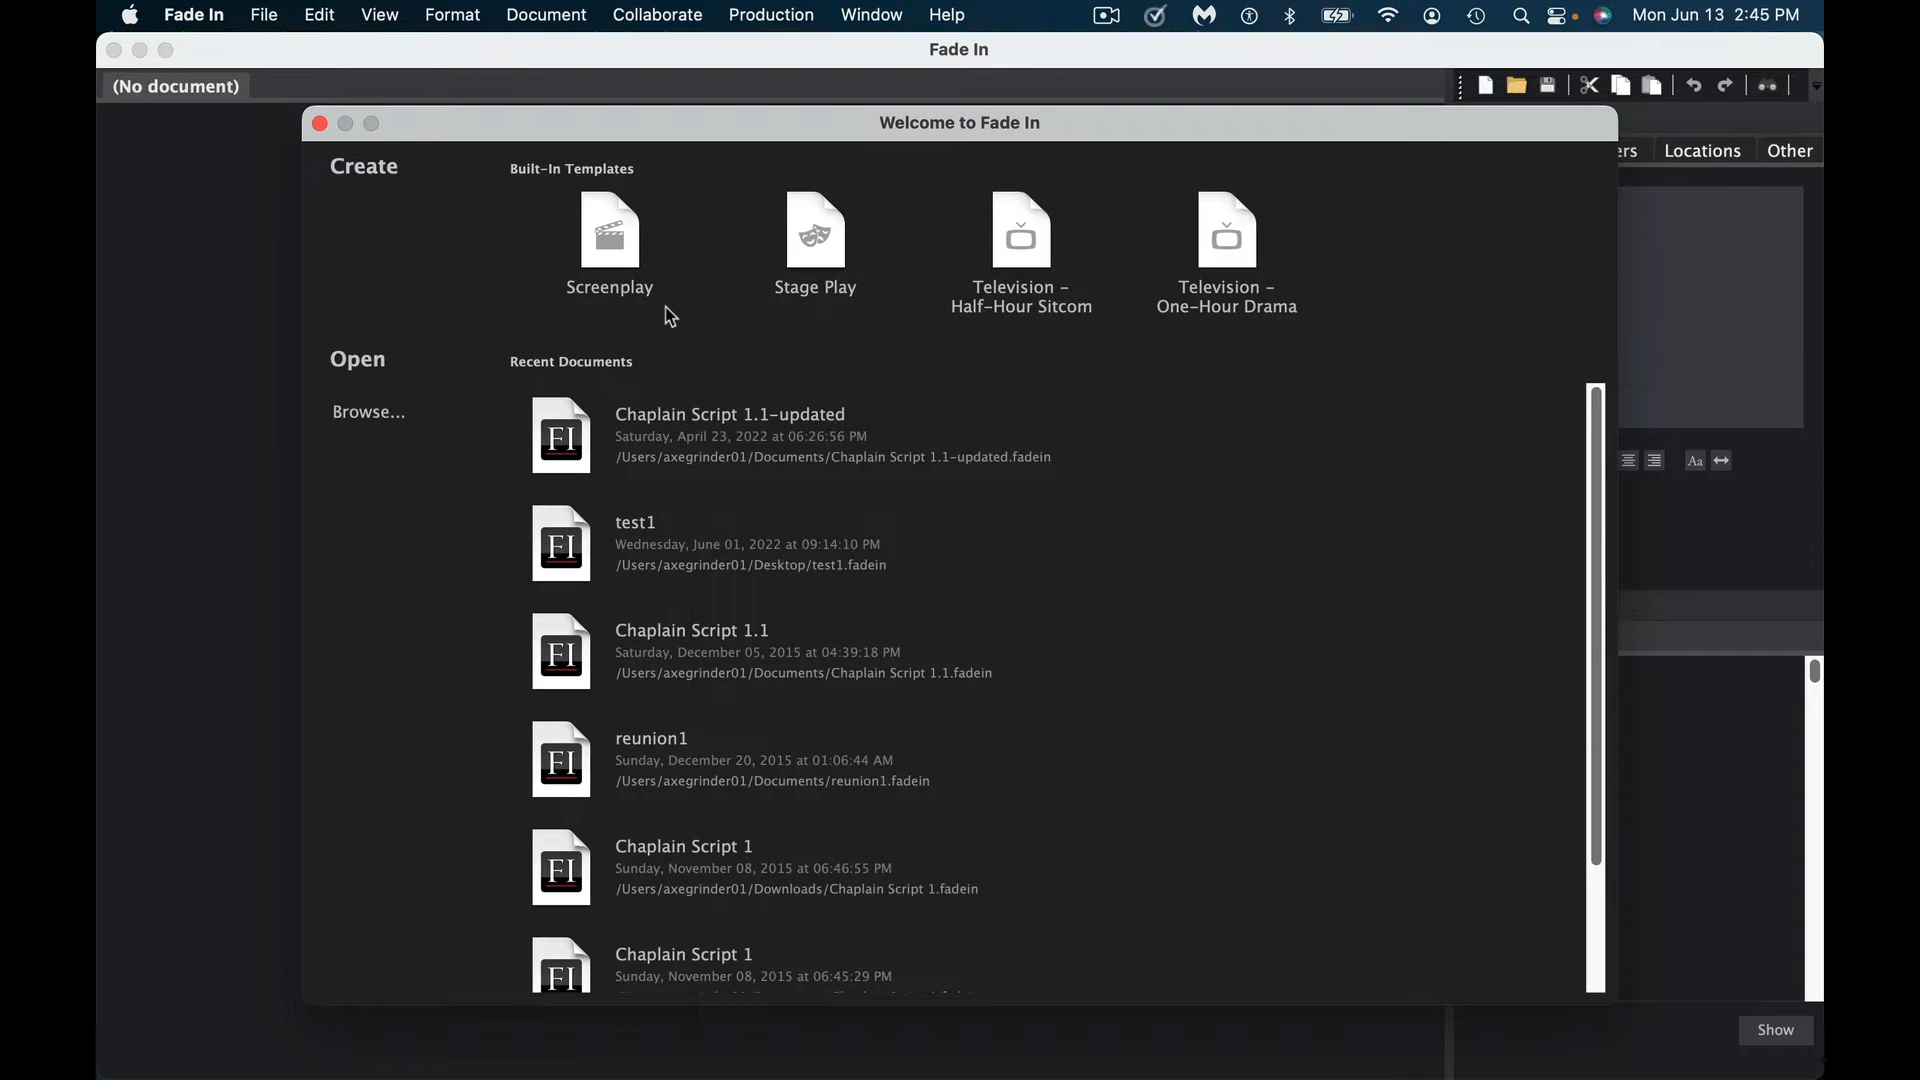 Fade In File Edit View Format Document Collaborate Production Window Help Mon Jun 13 2:45 PM
Fade In
(No document)
Welcome to Fade In
ers Locations Other
Create
Built-In Templates
Screenplay
Stage Play
Television -
Half-Hour Sitcom
Television -
One-Hour Drama
Open
Recent Documents
Browse...
FI
Chaplain Script 1.1-updated
Saturday, April 23, 2022 at 06:26:56 PM
/Users/axegrinder01/Documents/Chaplain Script 1.1-updated.fadein
Aa
FI
test1
Wednesday, June 01, 2022 at 09:14:10 PM
/Users/axegrinder01/Desktop/test1.fadein
FI
Chaplain Script 1.1
Saturday, December 05, 2015 at 04:39:18 PM
/Users/axegrinder01/Documents/Chaplain Script 1.1.fadein
FI
reunion1
Sunday, December 20, 2015 at 01:06:44 AM
/Users/axegrinder01/Documents/reunion1.fadein
FI
Chaplain Script 1
Sunday, November 08, 2015 at 06:46:55 PM
/Users/axegrinder01/Downloads/Chaplain Script 1.fadein
FI
Chaplain Script 1
Sunday, November 08, 2015 at 06:45:29 PM
Show